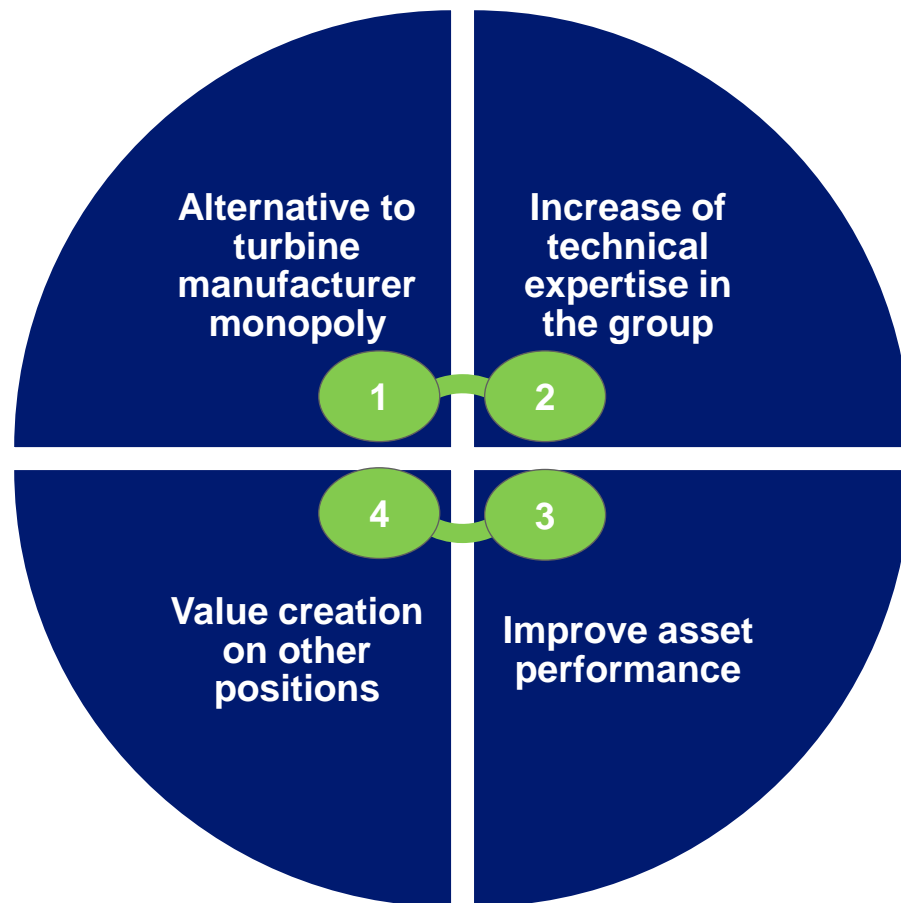 Alternative to
turbine
manufacturer
monopoly
1
Increase of
technical
expertise in
the group
2
4
Value creation
on other
positions
3
Improve asset
performance